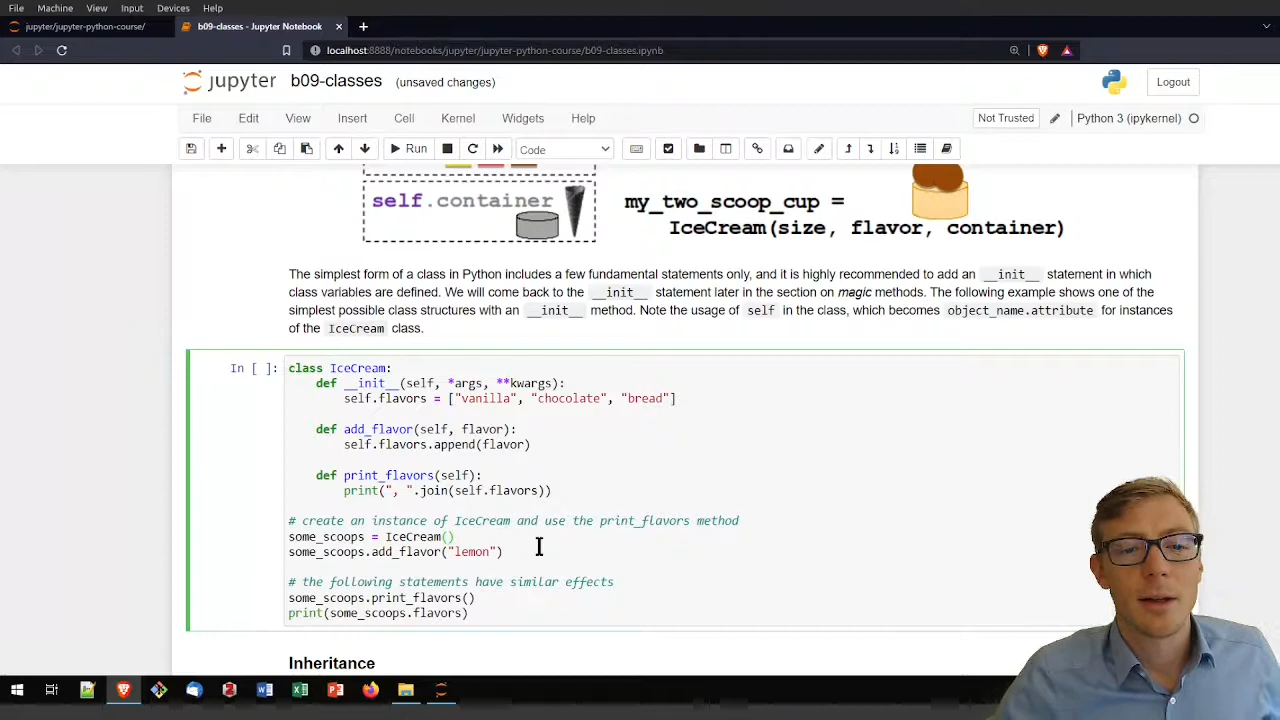 File Machine View Input Devices Help
jupyter/jupyter-python-course/ b09-classes - Jupyter Notebook
localhost:8888/notebooks/jupyter/jupyter-python-course/b09-classes.ipynb
jupyter b09-classes (unsaved changes) Logout
File Edit View Insert Cell Kernel Widgets Help Not Trusted Python 3 (ipykernel)
Run Code
self.container
my_two_scoop_cup =
IceCream(size, flavor, container)
The simplest form of a class in Python includes a few fundamental statements only, and it is highly recommended to add an __init__ statement in which
class variables are defined. We will come back to the __init__ statement later in the section on magic methods. The following example shows one of the
simplest possible class structures with an __init__ method. Note the usage of self in the class, which becomes object_name.attribute for instances
of the IceCream class.
In [ ]: class IceCream:
def __init__(self, *args, **kwargs):
self.flavors = ["vanilla", "chocolate", "bread"]
def add_flavor(self, flavor):
self.flavors.append(flavor)
def print_flavors(self):
print(", ".join(self.flavors))
# create an instance of IceCream and use the print_flavors method
some_scoops = IceCream()
some_scoops.add_flavor("lemon")
# the following statements have similar effects
some_scoops.print_flavors()
print(some_scoops.flavors)
Inheritance